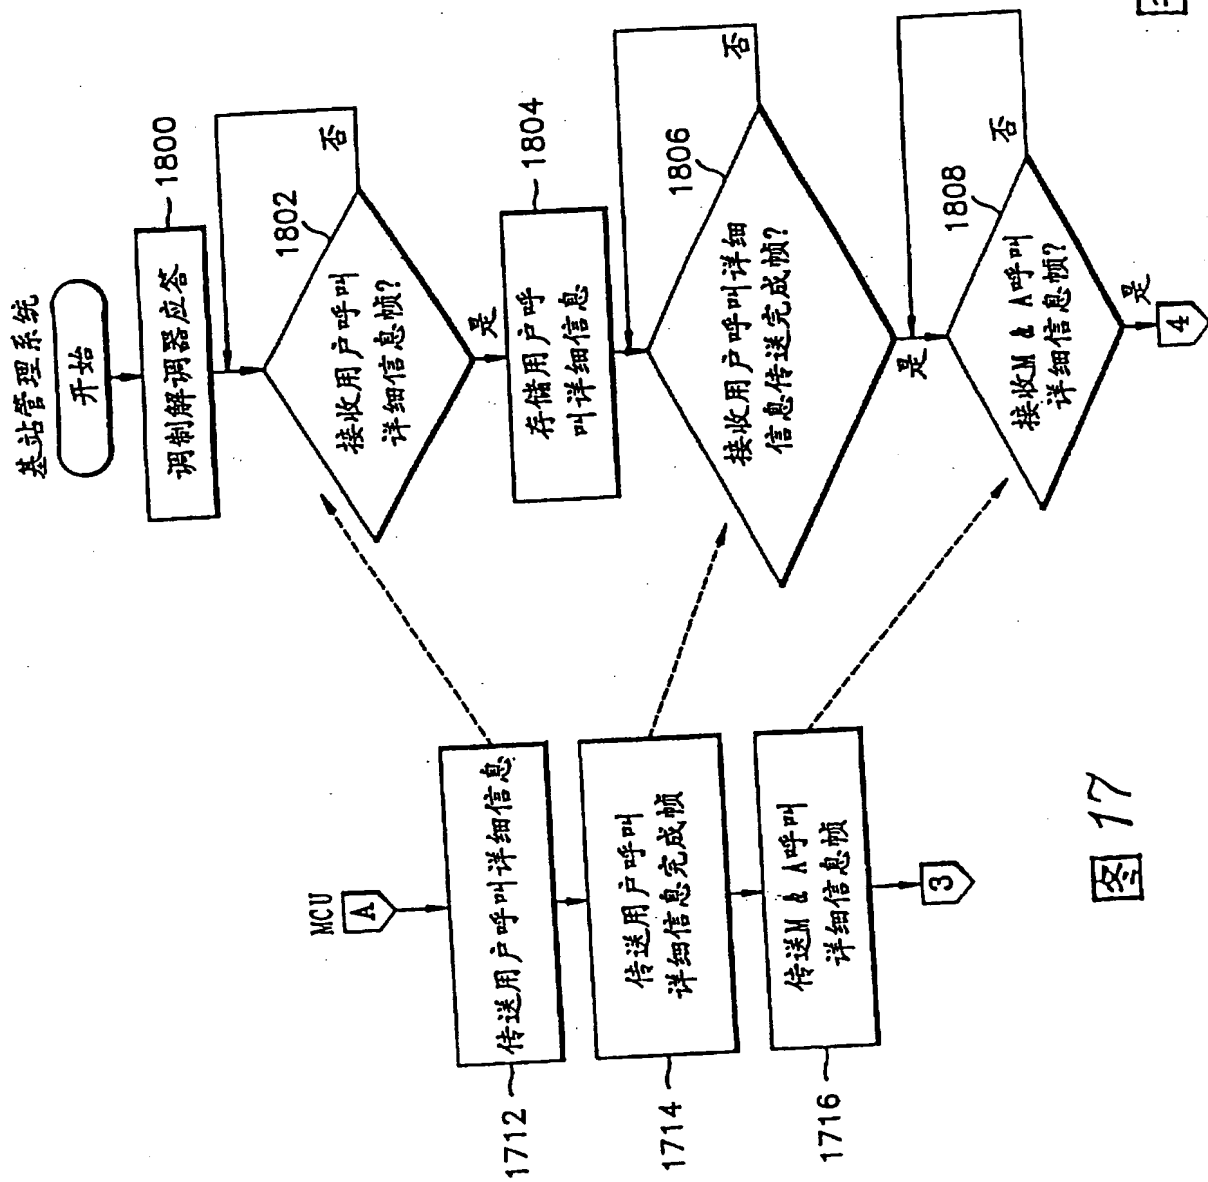 基站管理系统
开始
调制解调器应答
1800
1802
接收用户呼叫
详细信息帧?
否
是
存储用户呼
叫详细信息
1804
1806
接收用户呼叫详细
信息传送完成帧?
否
是
1808
接收M & A呼叫
详细信息帧?
否
是
4
MCU
A
传送用户呼叫详细信息
1712
传送用户呼叫
详细信息完成帧
1714
传送M & A呼叫
详细信息帧
1716
3
图 17